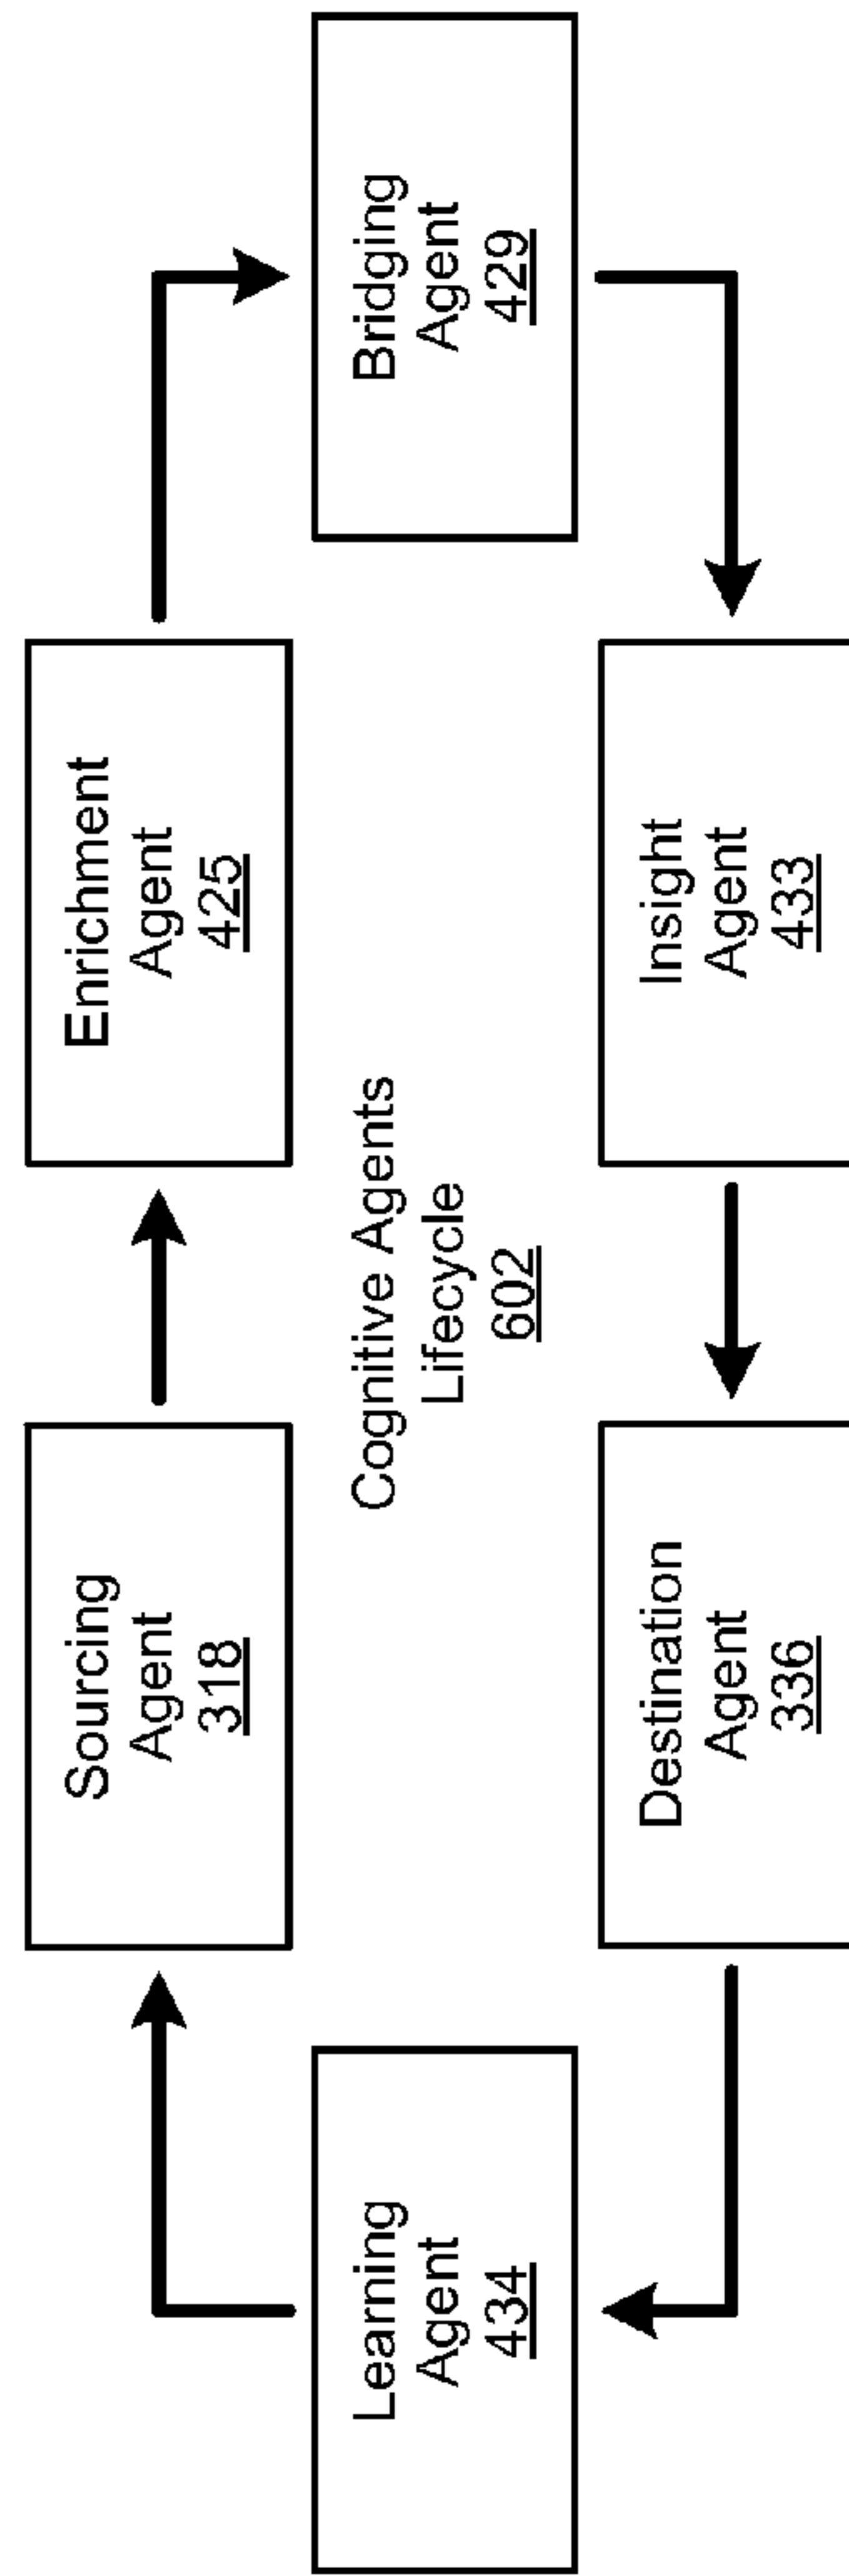 Sourcing
Agent
318
Enrichment
Agent
425
Learning
Agent
434
Cognitive Agents
Lifecycle
602
Bridging
Agent
429
Destination
Agent
336
Insight
Agent
433